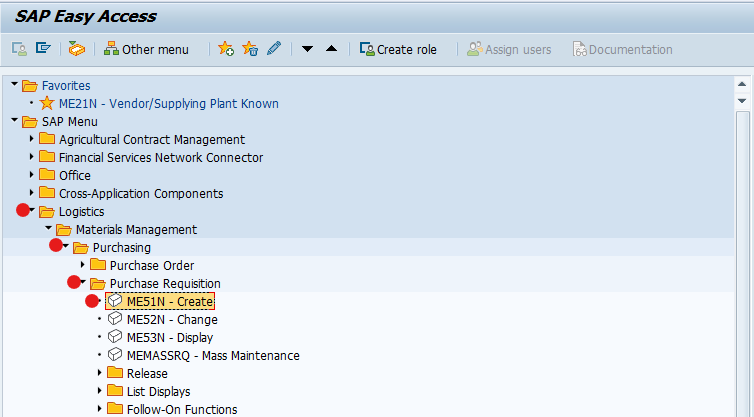 SAP Easy Access
Other menu Create role Assign users Documentation
Favorites
ME21N - Vendor/Supplying Plant Known
SAP Menu
Agricultural Contract Management
Financial Services Network Connector
Office
Cross-Application Components
Logistics
Materials Management
Purchasing
Purchase Order
Purchase Requisition
ME51N - Create
ME52N - Change
ME53N - Display
MEMASSRQ - Mass Maintenance
Release
List Displays
Follow-On Functions